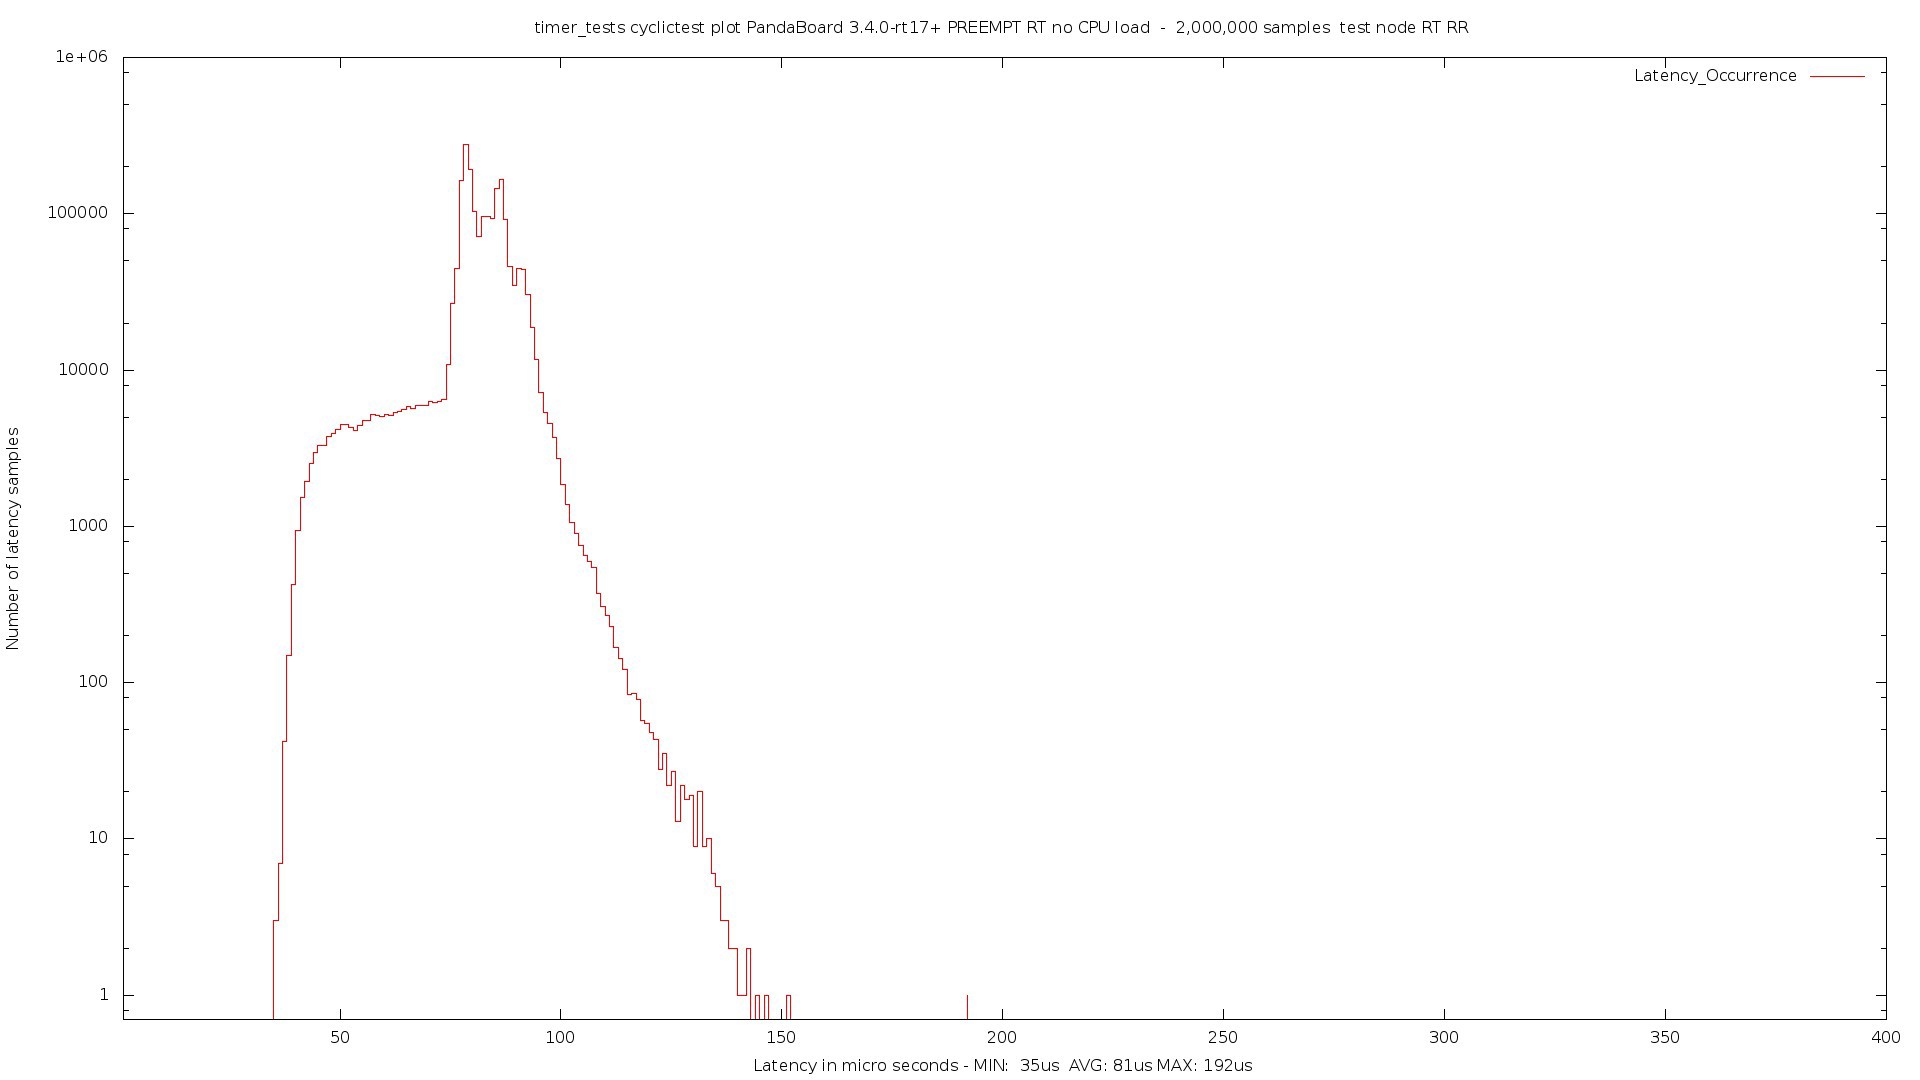 timer_tests cyclictest plot PandaBoard 3.4.0-rt17+ PREEMPT RT no CPU load - 2,000,000 samples test node RT RR
Latency_Occurrence
1e+06
100000
10000
1000
100
10
1
Number of latency samples
50 100 150 200 250 300 350 400
Latency in micro seconds - MIN: 35us AVG: 81us MAX: 192us